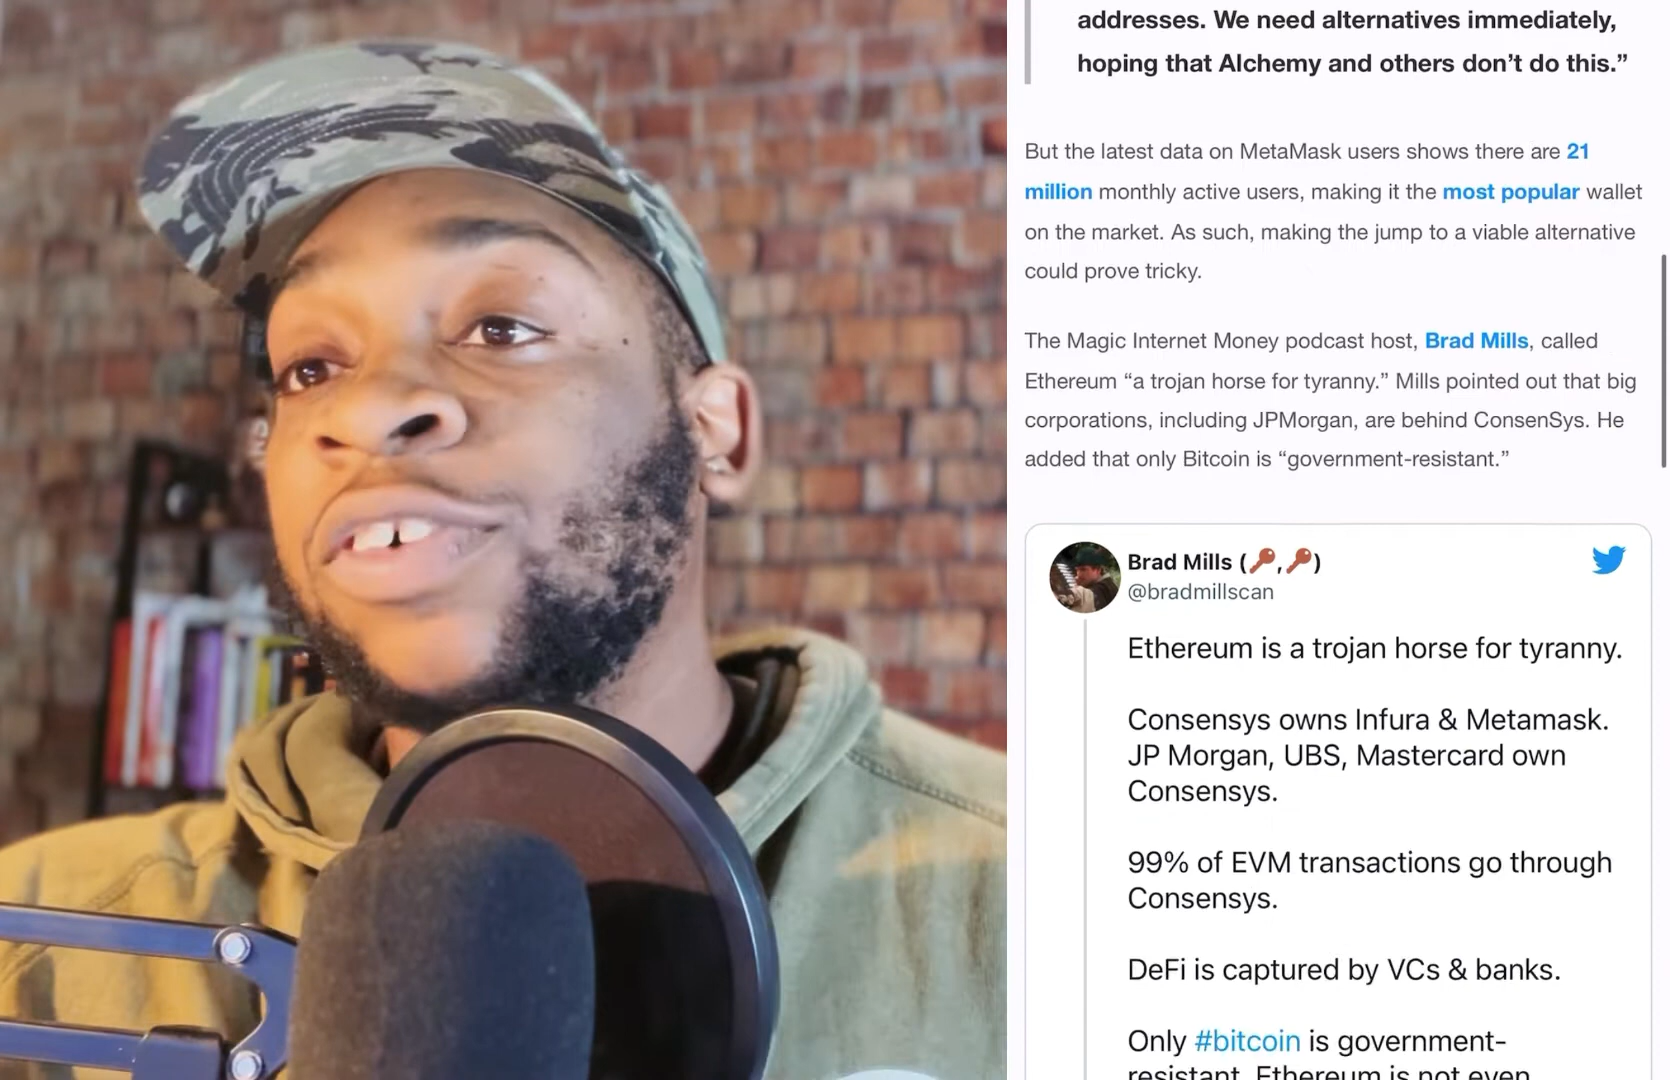 addresses. We need alternatives immediately,
hoping that Alchemy and others don’t do this.”
But the latest data on MetaMask users shows there are 21
million monthly active users, making it the most popular wallet
on the market. As such, making the jump to a viable alternative
could prove tricky.
The Magic Internet Money podcast host, Brad Mills, called
Ethereum “a trojan horse for tyranny.” Mills pointed out that big
corporations, including JPMorgan, are behind ConsenSys. He
added that only Bitcoin is “government-resistant.”
Brad Mills (🔑,🔑)
@bradmillscan
Ethereum is a trojan horse for tyranny.
Consensys owns Infura & Metamask.
JP Morgan, UBS, Mastercard own
Consensys.
99% of EVM transactions go through
Consensys.
DeFi is captured by VCs & banks.
Only #bitcoin is government-
resistant. Ethereum is not even